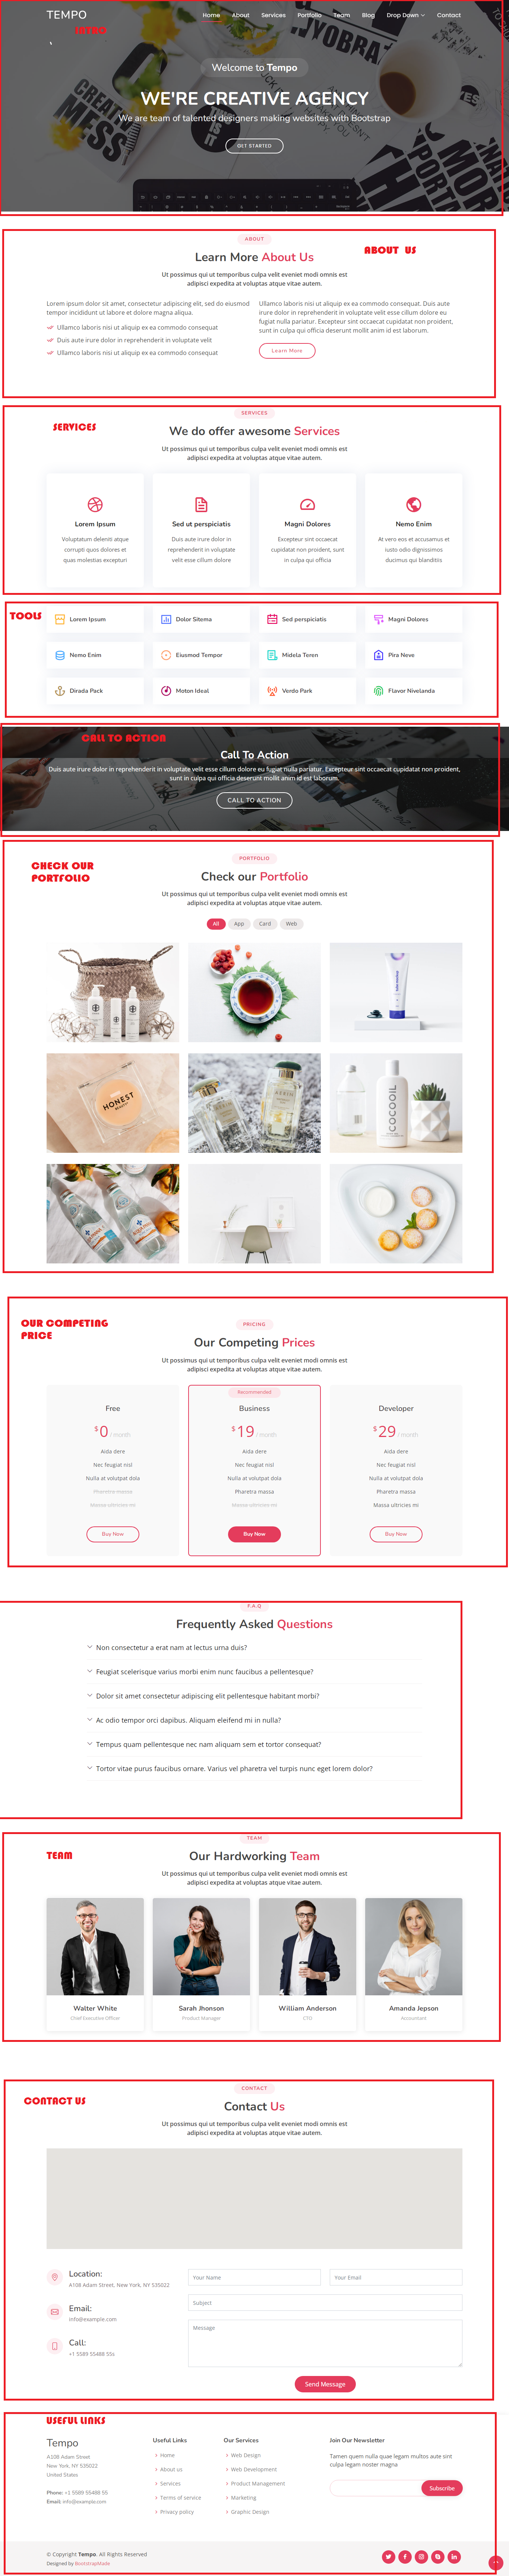 TEMPO
Home About Services Portfolio Team Blog Drop Down Contact
INTRO
Welcome to Tempo
WE'RE CREATIVE AGENCY
We are team of talented designers making websites with Bootstrap
GET STARTED
ABOUT
ABOUT US
Learn More About Us
Ut possimus qui ut temporibus culpa velit eveniet modi omnis est
adipisci expedita at voluptas atque vitae autem.
Lorem ipsum dolor sit amet, consectetur adipiscing elit, sed do eiusmod
tempor incididunt ut labore et dolore magna aliqua.
Ullamco laboris nisi ut aliquip ex ea commodo consequat
Duis aute irure dolor in reprehenderit in voluptate velit
Ullamco laboris nisi ut aliquip ex ea commodo consequat
Ullamco laboris nisi ut aliquip ex ea commodo consequat. Duis aute
irure dolor in reprehenderit in voluptate velit esse cillum dolore eu
fugiat nulla pariatur. Excepteur sint occaecat cupidatat non proident,
sunt in culpa qui officia deserunt mollit anim id est laborum.
Learn More
SERVICES
SERVICES
We do offer awesome Services
Ut possimus qui ut temporibus culpa velit eveniet modi omnis est
adipisci expedita at voluptas atque vitae autem.
Lorem Ipsum
Voluptatum deleniti atque
corrupti quos dolores et
quas molestias excepturi
Sed ut perspiciatis
Duis aute irure dolor in
reprehenderit in voluptate
velit esse cillum dolore
Magni Dolores
Excepteur sint occaecat
cupidatat non proident, sunt
in culpa qui officia
Nemo Enim
At vero eos et accusamus et
iusto odio dignissimos
ducimus qui blanditiis
TOOLS
Lorem Ipsum
Dolor Sitema
Sed perspiciatis
Magni Dolores
Nemo Enim
Eiusmod Tempor
Midela Teren
Pira Neve
Dirada Pack
Moton Ideal
Verdo Park
Flavor Nivelanda
CALL TO ACTION
Call To Action
Duis aute irure dolor in reprehenderit in voluptate velit esse cillum dolore eu fugiat nulla pariatur. Excepteur sint occaecat cupidatat non proident,
sunt in culpa qui officia deserunt mollit anim id est laborum.
CALL TO ACTION
PORTFOLIO
CHECK OUR
PORTFOLIO
Check our Portfolio
Ut possimus qui ut temporibus culpa velit eveniet modi omnis est
adipisci expedita at voluptas atque vitae autem.
All App Card Web
HONEST
COCOOIL
OUR COMPETING
PRICE
PRICING
Our Competing Prices
Ut possimus qui ut temporibus culpa velit eveniet modi omnis est
adipisci expedita at voluptas atque vitae autem.
Free
$0 / month
Aida dere
Nec feugiat nisl
Nulla at volutpat dola
Pharetra massa
Massa ultricies mi
Buy Now
Recommended
Business
$19 / month
Aida dere
Nec feugiat nisl
Nulla at volutpat dola
Pharetra massa
Massa ultricies mi
Buy Now
Developer
$29 / month
Aida dere
Nec feugiat nisl
Nulla at volutpat dola
Pharetra massa
Massa ultricies mi
Buy Now
F.A.Q
Frequently Asked Questions
Non consectetur a erat nam at lectus urna duis?
Feugiat scelerisque varius morbi enim nunc faucibus a pellentesque?
Dolor sit amet consectetur adipiscing elit pellentesque habitant morbi?
Ac odio tempor orci dapibus. Aliquam eleifend mi in nulla?
Tempus quam pellentesque nec nam aliquam sem et tortor consequat?
Tortor vitae purus faucibus ornare. Varius vel pharetra vel turpis nunc eget lorem dolor?
TEAM
TEAM
Our Hardworking Team
Ut possimus qui ut temporibus culpa velit eveniet modi omnis est
adipisci expedita at voluptas atque vitae autem.
Walter White
Chief Executive Officer
Sarah Jhonson
Product Manager
William Anderson
CTO
Amanda Jepson
Accountant
CONTACT
CONTACT US
Contact Us
Ut possimus qui ut temporibus culpa velit eveniet modi omnis est
adipisci expedita at voluptas atque vitae autem.
Location:
A108 Adam Street, New York, NY 535022
Email:
info@example.com
Call:
+1 5589 55488 55s
Your Name
Your Email
Subject
Message
Send Message
USEFUL LINKS
Tempo
A108 Adam Street
New York, NY 535022
United States
Phone: +1 5589 55488 55
Email: info@example.com
Useful Links
Home
About us
Services
Terms of service
Privacy policy
Our Services
Web Design
Web Development
Product Management
Marketing
Graphic Design
Join Our Newsletter
Tamen quem nulla quae legam multos aute sint
culpa legam noster magna
Subscribe
© Copyright Tempo. All Rights Reserved
Designed by BootstrapMade